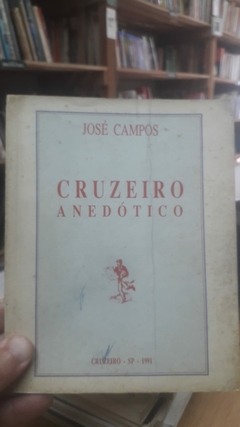 JOSÉ CAMPOS
CRUZEIRO
ANEDÓTICO
CRUZEIRO - SP - 1991